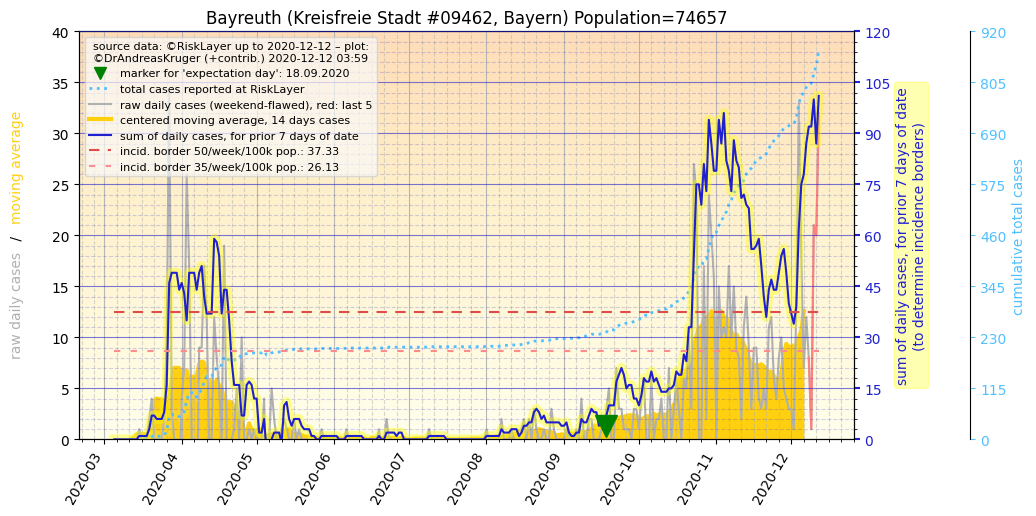 Bayreuth (Kreisfreie Stadt #09462, Bayern) Population=74657
source data: ©RiskLayer up to 2020-12-12 – plot:
©DrAndreasKruger (+contrib.) 2020-12-12 03:59
marker for 'expectation day': 18.09.2020
total cases reported at RiskLayer
raw daily cases (weekend-flawed), red: last 5
centered moving average, 14 days cases
sum of daily cases, for prior 7 days of date
incid. border 50/week/100k pop.: 37.33
incid. border 35/week/100k pop.: 26.13
raw daily cases / moving average
40
35
30
25
20
15
10
5
0
2020-03
2020-04
2020-05
2020-06
2020-07
2020-08
2020-09
2020-10
2020-11
2020-12
120
105
90
75
60
45
30
15
0
sum of daily cases, for prior 7 days of date
(to determine incidence borders)
920
805
690
575
460
345
230
115
0
cumulative total cases